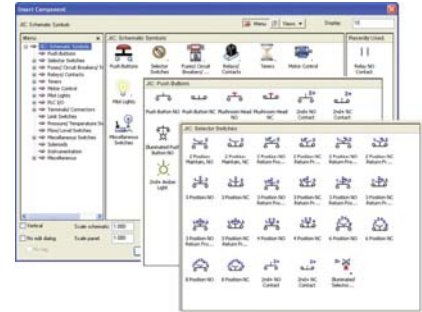 Insert Component
JIC: Schematic Symbols
Menu
Views
Display:
10
Menu
JIC: Schematic Symbols
Push Buttons
Selector Switches
Fuses/ Circuit Breakers/
Relays/ Contacts
Timers
Motor Control
Pilot Lights
PLC I/O
Terminals/ Connectors
Limit Switches
Pressure/ Temperature
Flow/Level Switches
Solenoids
Instrumentation
Miscellaneous
JIC: Schematic Symbols
Push Buttons
Selector Switches
Fuses/ Circuit Breakers/ ...
Relays/ Contacts
Timers
Motor Control
Pilot Lights
Miscellaneous Switches
Recently Used
Relay NO Contact
Vertical
Scale schematic:
1.000
No edit dialog
Scale panel:
1.000
No tag
JIC: Push Buttons
Push Button NO
Push Button NC
Mushroom Head NO
Mushroom Head NC
2nd+ NO Contact
2nd+ NC Contact
Illuminated Push Button NO
2nd+ Amber Light
JIC: Selector Switches
2 Position Maintain, NO
2 Position Maintain, NC
2 Position NO Return Fro...
2 Position NC Return Fr...
2 Position NO Return Fro...
2 Position NC Return Fr...
3 Position NO
3 Position NC
3 Position NO Return Fro...
3 Position NC Return Fr...
3 Position NO Return Fro...
3 Position NC Return Fr...
3 Position NO Return Fro...
3 Position NC Return Fr...
4 Position NO
4 Position NC
6 Position NO
6 Position NC
8 Position NO
8 Position NC
2nd+ NO Contact
2nd+ NC Contact
Illuminated Selector...